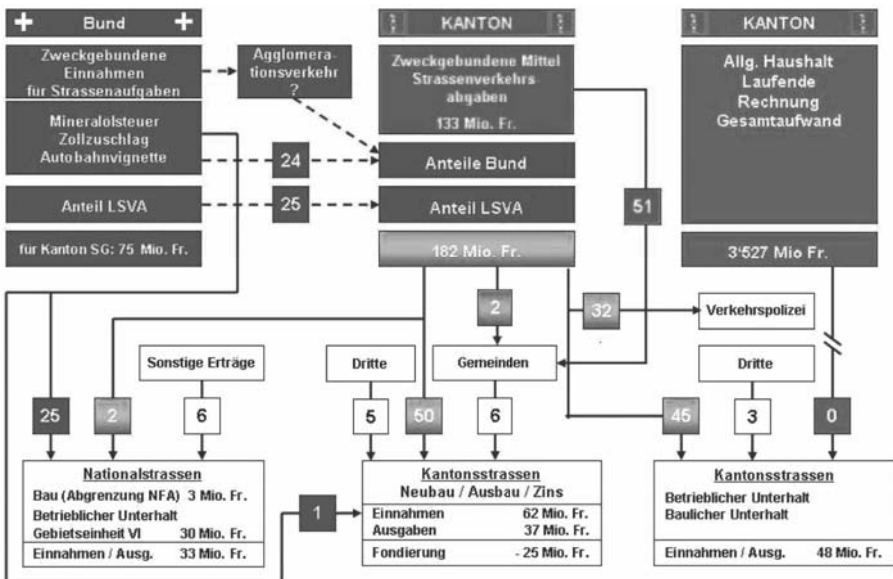 Bund
KANTON
KANTON
Zweckgebundene
Einnahmen
für Strassenaufgaben
Agglomera-
tionsverkehr
?
Zweckgebundene Mittel
Strassenverkehrs
abgaben
133 Mio. Fr.
Allg. Haushalt
Laufende
Rechnung
Gesamtaufwand
Mineralolsteuer
Zollzuschlag
Autobahnvignette
24
Anteile Bund
Anteil LSVA
25
Anteil LSVA
51
für Kanton SG: 75 Mio. Fr.
182 Mio. Fr.
3'527 Mio Fr.
2
32
Verkehrspolizei
Sonstige Erträge
Dritte
Gemeinden
Dritte
25
2
6
5
50
6
45
3
0
Nationalstrassen
Bau (Abgrenzung NFA) 3 Mio. Fr.
Betrieblicher Unterhalt
Gebietseinheit VI 30 Mio. Fr.
Einnahmen / Ausg. 33 Mio. Fr.
1
Kantonsstrassen
Neubau / Ausbau / Zins
Einnahmen 62 Mio. Fr.
Ausgaben 37 Mio. Fr.
Fondierung - 25 Mio. Fr.
Kantonsstrassen
Betrieblicher Unterhalt
Baulicher Unterhalt
Einnahmen / Ausg. 48 Mio. Fr.